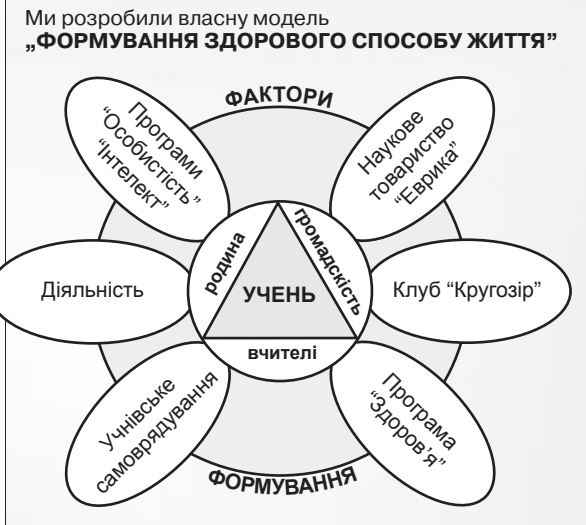 Ми розробили власну модель
„ФОРМУВАННЯ ЗДОРОВОГО СПОСОБУ ЖИТТЯ”
ФАКТОРИ
Програми
“Особистість”
“Інтелект”
Наукове
товариство
“Еврика”
родина
громадскість
Діяльність
УЧЕНЬ
Клуб “Кругозір”
вчителі
Учнівське
самоврядування
Програма
“Здоров’я”
ФОРМУВАННЯ